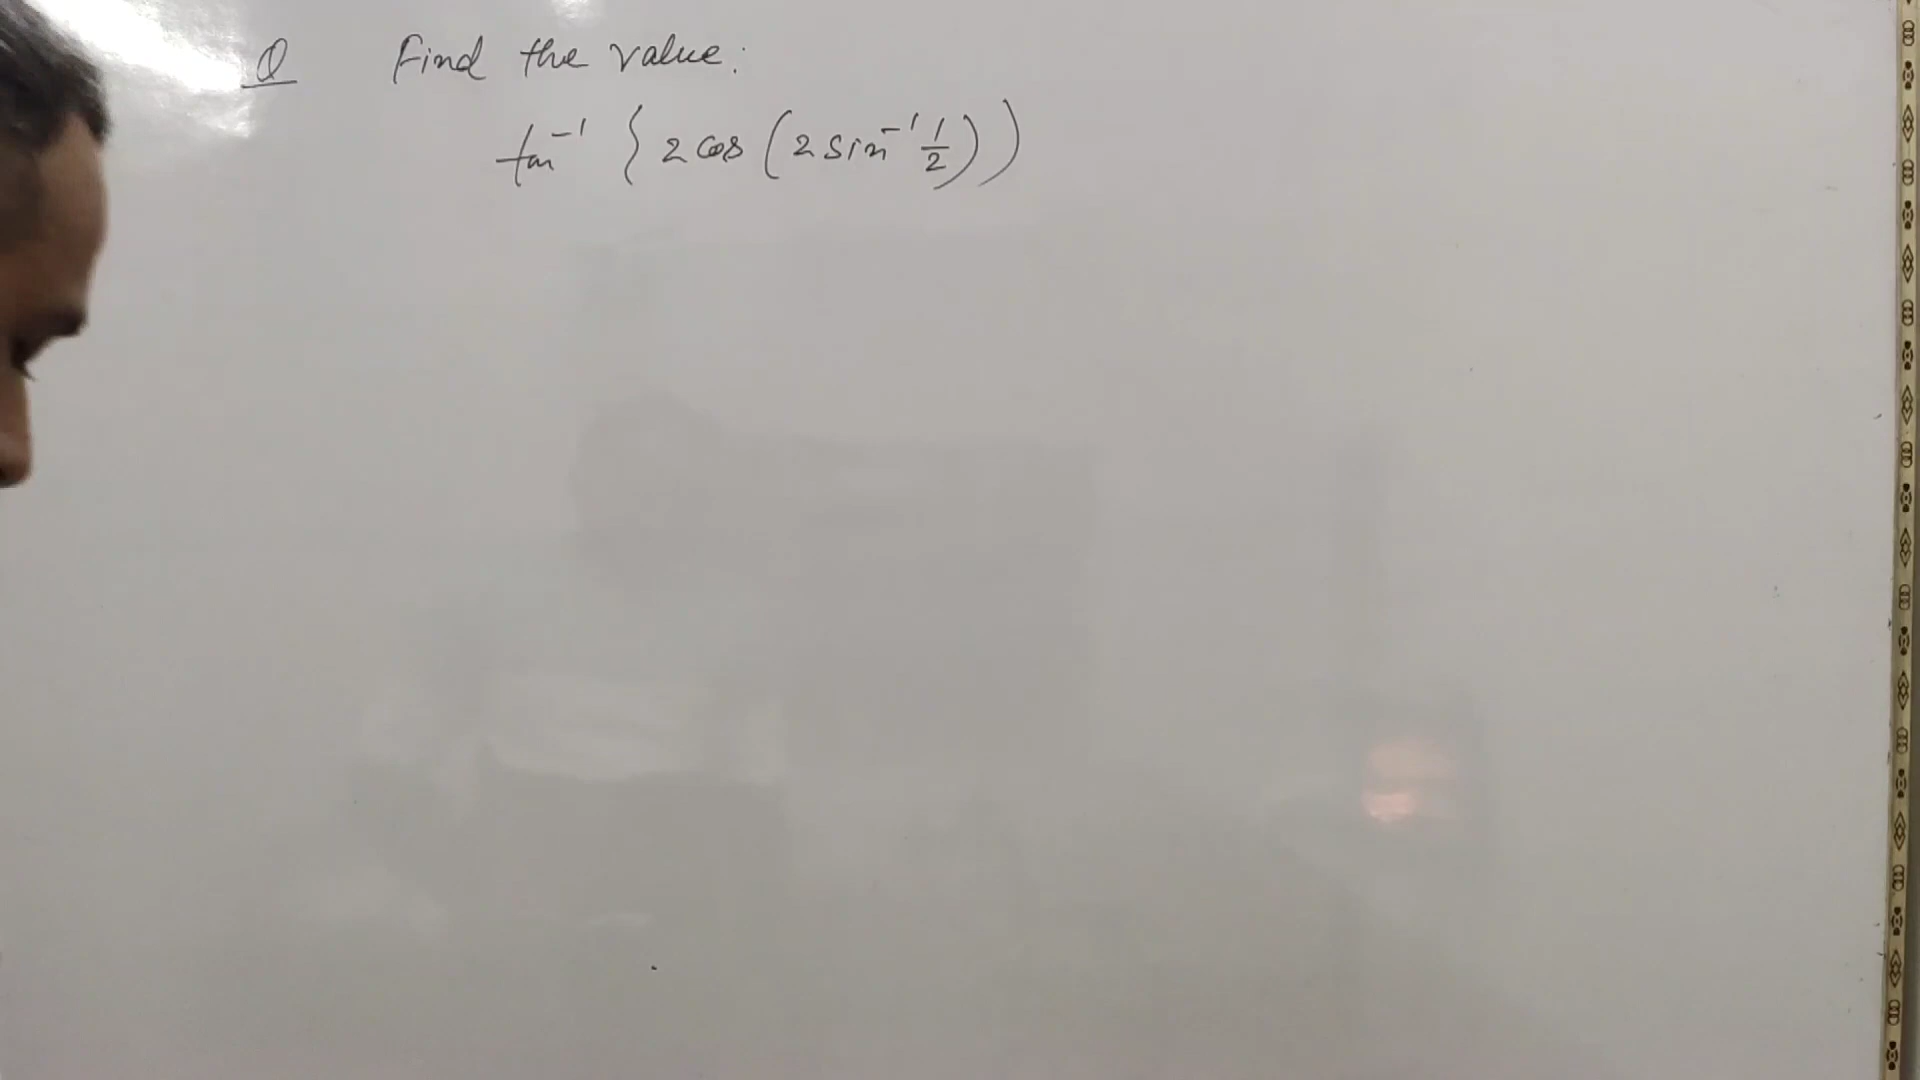 Q Find the value:
tan⁻¹ { 2 cos (2 sin⁻¹ 1/2) )